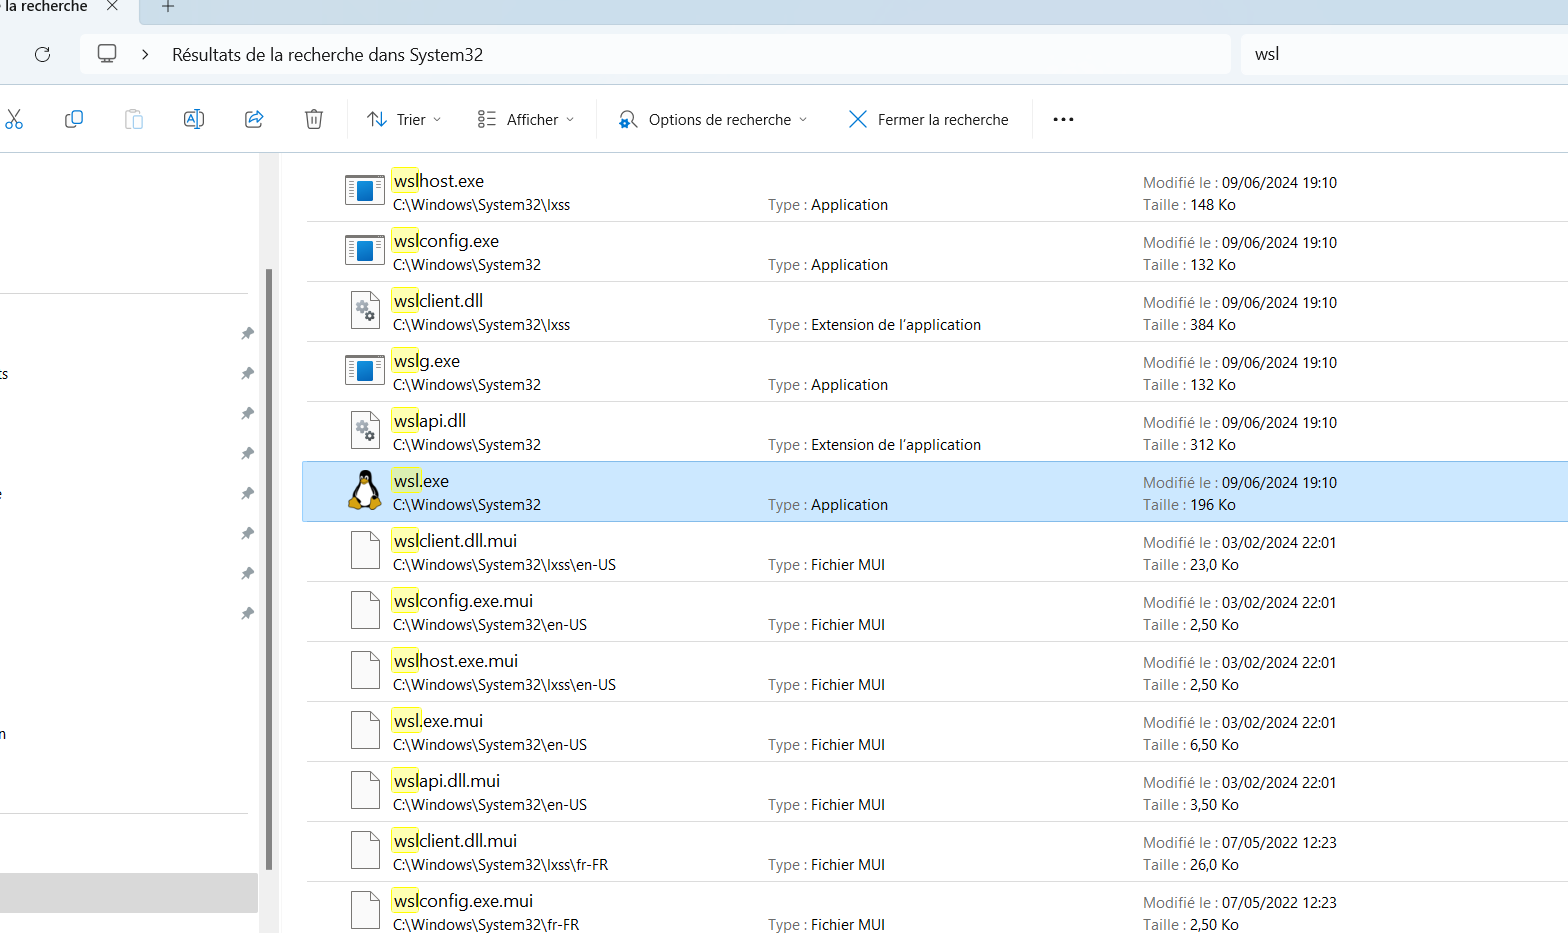 la recherche
Résultats de la recherche dans System32
wsl
Trier
Afficher
Options de recherche
Fermer la recherche
wslhost.exe
C:\Windows\System32\lxss
Type : Application
Modifié le : 09/06/2024 19:10
Taille : 148 Ko
wslconfig.exe
C:\Windows\System32
Type : Application
Modifié le : 09/06/2024 19:10
Taille : 132 Ko
wslclient.dll
C:\Windows\System32\lxss
Type : Extension de l'application
Modifié le : 09/06/2024 19:10
Taille : 384 Ko
wslg.exe
C:\Windows\System32
Type : Application
Modifié le : 09/06/2024 19:10
Taille : 132 Ko
wslapi.dll
C:\Windows\System32
Type : Extension de l'application
Modifié le : 09/06/2024 19:10
Taille : 312 Ko
wsl.exe
C:\Windows\System32
Type : Application
Modifié le : 09/06/2024 19:10
Taille : 196 Ko
wslclient.dll.mui
C:\Windows\System32\lxss\en-US
Type : Fichier MUI
Modifié le : 03/02/2024 22:01
Taille : 23,0 Ko
wslconfig.exe.mui
C:\Windows\System32\en-US
Type : Fichier MUI
Modifié le : 03/02/2024 22:01
Taille : 2,50 Ko
wslhost.exe.mui
C:\Windows\System32\lxss\en-US
Type : Fichier MUI
Modifié le : 03/02/2024 22:01
Taille : 2,50 Ko
wsl.exe.mui
C:\Windows\System32\en-US
Type : Fichier MUI
Modifié le : 03/02/2024 22:01
Taille : 6,50 Ko
wslapi.dll.mui
C:\Windows\System32\en-US
Type : Fichier MUI
Modifié le : 03/02/2024 22:01
Taille : 3,50 Ko
wslclient.dll.mui
C:\Windows\System32\lxss\fr-FR
Type : Fichier MUI
Modifié le : 07/05/2022 12:23
Taille : 26,0 Ko
wslconfig.exe.mui
C:\Windows\System32\fr-FR
Type : Fichier MUI
Modifié le : 07/05/2022 12:23
Taille : 2,50 Ko